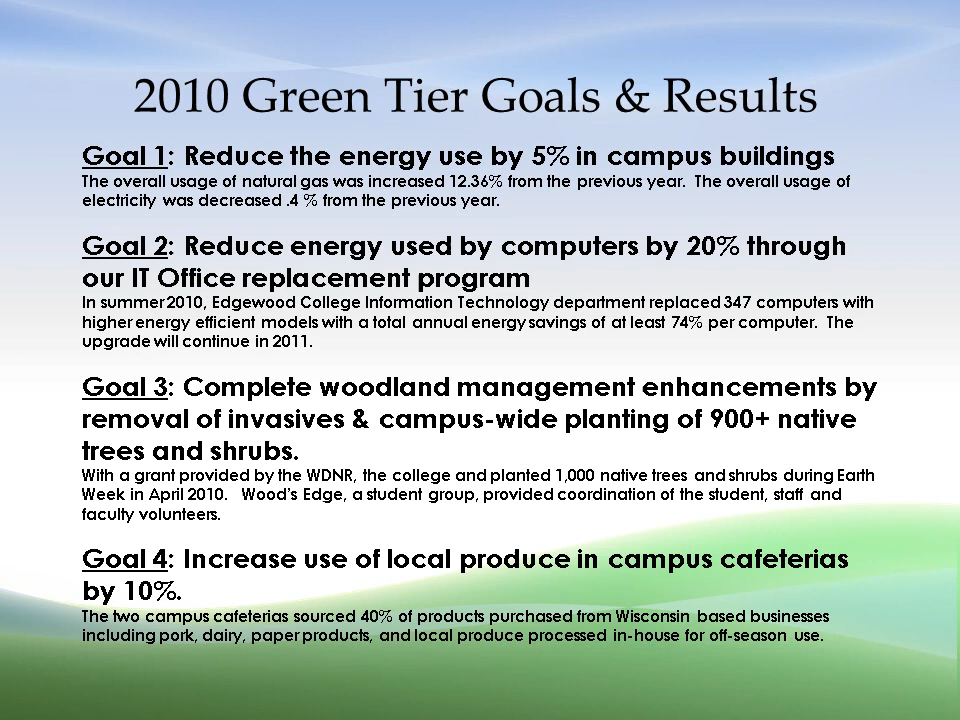 2010 Green Tier Goals & Results
Goal 1: Reduce the energy use by 5% in campus buildings
The overall usage of natural gas was increased 12.36% from the previous year. The overall usage of
electricity was decreased .4 % from the previous year.
Goal 2: Reduce energy used by computers by 20% through
our IT Office replacement program
In summer 2010, Edgewood College Information Technology department replaced 347 computers with
higher energy efficient models with a total annual energy savings of at least 74% per computer. The
upgrade will continue in 2011.
Goal 3: Complete woodland management enhancements by
removal of invasives & campus-wide planting of 900+ native
trees and shrubs.
With a grant provided by the WDNR, the college and planted 1,000 native trees and shrubs during Earth
Week in April 2010. Wood's Edge, a student group, provided coordination of the student, staff and
faculty volunteers.
Goal 4: Increase use of local produce in campus cafeterias
by 10%.
The two campus cafeterias sourced 40% of products purchased from Wisconsin based businesses
including pork, dairy, paper products, and local produce processed in-house for off-season use.